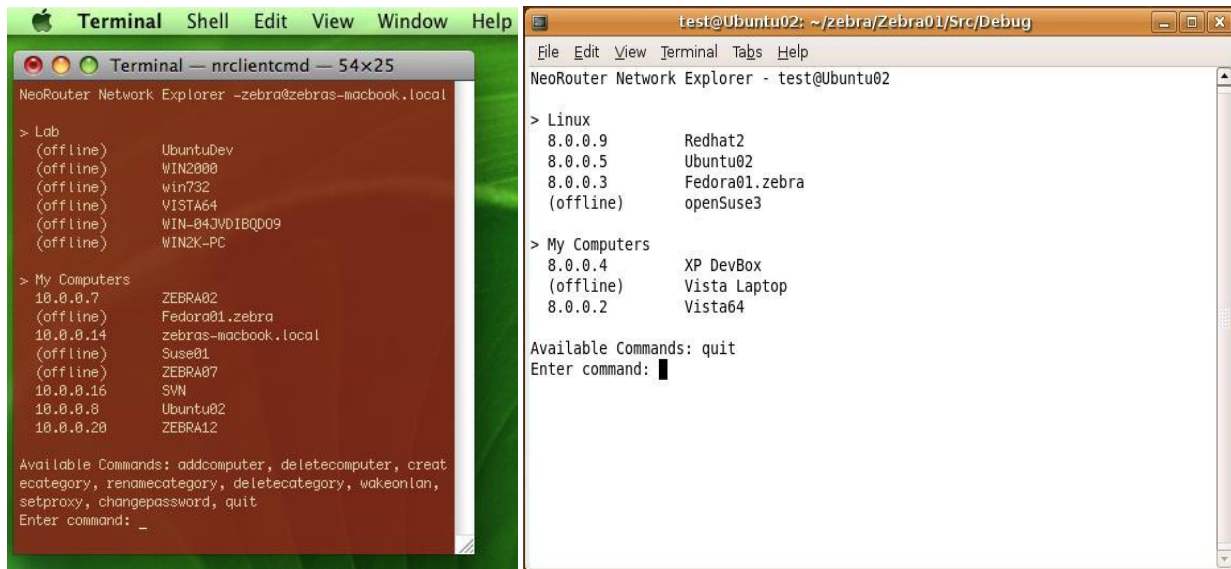 Terminal Shell Edit View Window Help
Terminal — nrclientcmd — 54×25
NeoRouter Network Explorer -zebra@zebras-macbook.local
> Lab
(offline) UbuntuDev
(offline) WIN2000
(offline) win732
(offline) VISTA64
(offline) WIN-04JVDIBQDO9
(offline) WIN2K-PC
> My Computers
10.0.0.7 ZEBRA02
(offline) Fedora01.zebra
10.0.0.14 zebras-macbook.local
(offline) Suse01
(offline) ZEBRA07
10.0.0.16 SVN
10.0.0.8 Ubuntu02
10.0.0.20 ZEBRA12
Available Commands: addcomputer, deletecomputer, creat
ecategory, renamecategory, deletecategory, wakeonlan,
setproxy, changepassword, quit
Enter command: _
test@Ubuntu02: ~/zebra/Zebra01/Src/Debug
File Edit View Terminal Tabs Help
NeoRouter Network Explorer - test@Ubuntu02
> Linux
8.0.0.9 Redhat2
8.0.0.5 Ubuntu02
8.0.0.3 Fedora01.zebra
(offline) openSuse3
> My Computers
8.0.0.4 XP DevBox
(offline) Vista Laptop
8.0.0.2 Vista64
Available Commands: quit
Enter command: